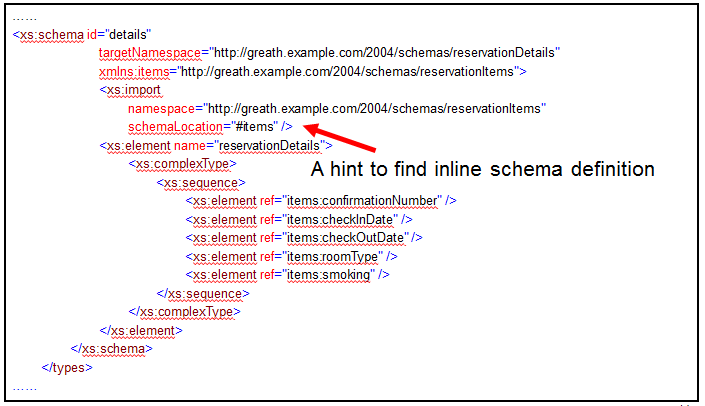 ……
<xs:schema id="details"
targetNamespace="http://greath.example.com/2004/schemas/reservationDetails"
xmlns:items="http://greath.example.com/2004/schemas/reservationItems">
<xs:import
namespace="http://greath.example.com/2004/schemas/reservationItems"
schemaLocation="#items" />
<xs:element name="reservationDetails">
<xs:complexType>
A hint to find inline schema definition
<xs:sequence>
<xs:element ref="items:confirmationNumber" />
<xs:element ref="items:checkInDate" />
<xs:element ref="items:checkOutDate" />
<xs:element ref="items:roomType" />
<xs:element ref="items:smoking" />
</xs:sequence>
</xs:complexType>
</xs:element>
</xs:schema>
</types>
……